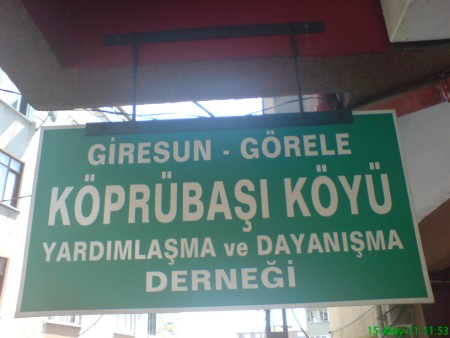 GİRESUN - GÖRELE
KÖPRÜBAŞI KÖYÜ
YARDIMLAŞMA ve DAYANIŞMA
DERNEĞİ